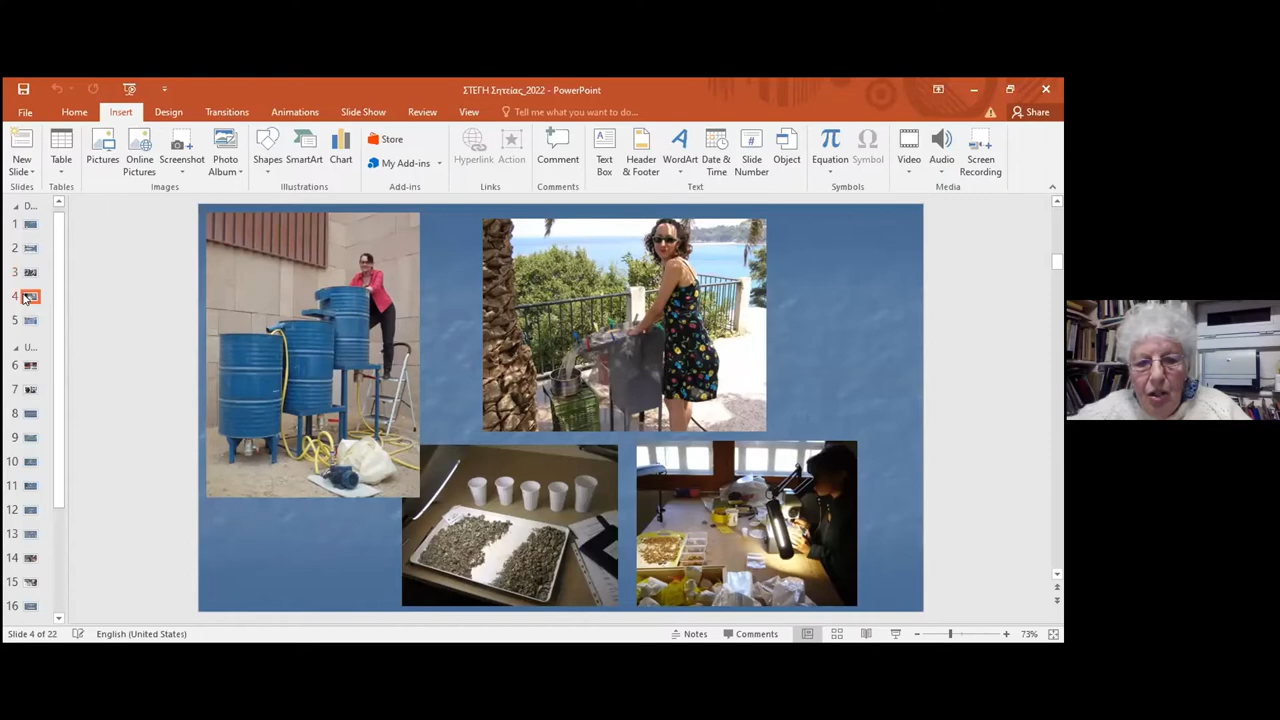 ΣΤΕΓΗ Σητείας_2022 - PowerPoint
File Home Insert Design Transitions Animations Slide Show Review View Tell me what you want to do... Share
New Slide
Table
Pictures
Online Pictures
Screenshot
Photo Album
Shapes
SmartArt
Chart
Store
My Add-ins
Hyperlink
Action
Comment
Text Box
Header & Footer
WordArt
Date & Time
Slide Number
Object
Equation
Symbol
Video
Audio
Screen Recording
Slides Tables Images Illustrations Add-ins Links Comments Text Symbols Media
D...
1
2
3
4
5
U...
6
7
8
9
10
11
12
13
14
15
16
Slide 4 of 22 English (United States) Notes Comments 73%